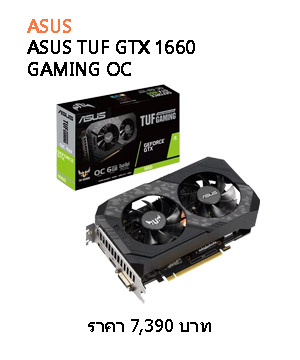 ASUS
ASUS TUF GTX 1660
GAMING OC
ASUS
TUF GAMING
GEFORCE
GTX
OC 6GB
ASUS
ราคา 7,390 บาท